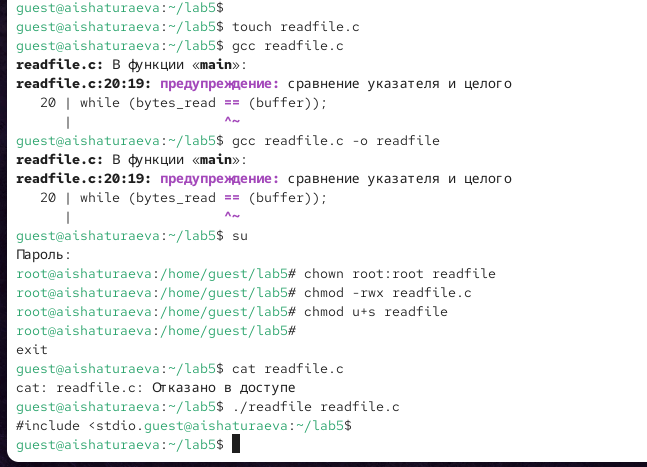 guest@aishaturaeva:~/lab5$
guest@aishaturaeva:~/lab5$ touch readfile.c
guest@aishaturaeva:~/lab5$ gcc readfile.c
readfile.c: В функции «main»:
readfile.c:20:19: предупреждение: сравнение указателя и целого
20 | while (bytes_read == (buffer));
| ^~
guest@aishaturaeva:~/lab5$ gcc readfile.c -o readfile
readfile.c: В функции «main»:
readfile.c:20:19: предупреждение: сравнение указателя и целого
20 | while (bytes_read == (buffer));
| ^~
guest@aishaturaeva:~/lab5$ su
Пароль:
root@aishaturaeva:/home/guest/lab5# chown root:root readfile
root@aishaturaeva:/home/guest/lab5# chmod -rwx readfile.c
root@aishaturaeva:/home/guest/lab5# chmod u+s readfile
root@aishaturaeva:/home/guest/lab5#
exit
guest@aishaturaeva:~/lab5$ cat readfile.c
cat: readfile.c: Отказано в доступе
guest@aishaturaeva:~/lab5$ ./readfile readfile.c
#include <stdio.guest@aishaturaeva:~/lab5$
guest@aishaturaeva:~/lab5$